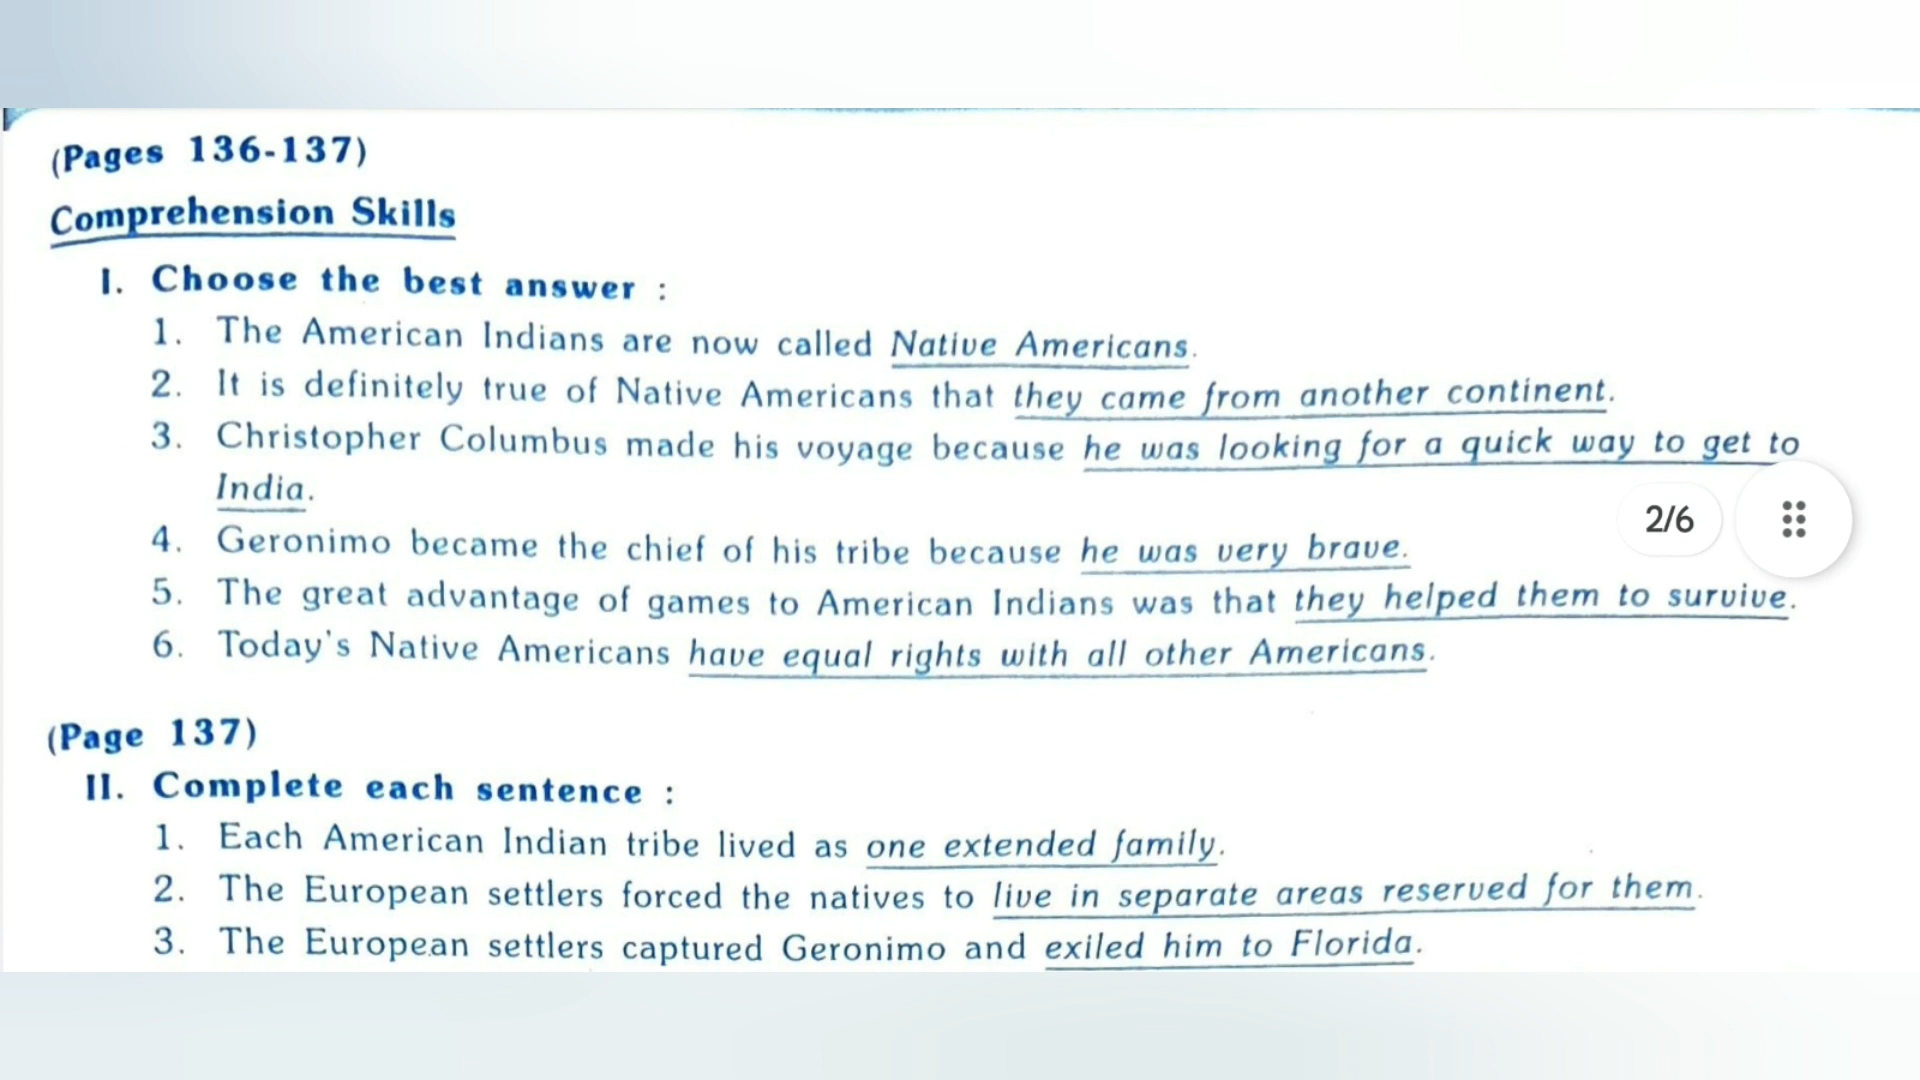 (Pages 136-137)
Comprehension Skills
I. Choose the best answer :
1. The American Indians are now called Native Americans.
2. It is definitely true of Native Americans that they came from another continent.
3. Christopher Columbus made his voyage because he was looking for a quick way to get to
India.
2/6
4. Geronimo became the chief of his tribe because he was very brave.
5. The great advantage of games to American Indians was that they helped them to survive.
6. Today's Native Americans have equal rights with all other Americans.
(Page 137)
II. Complete each sentence :
1. Each American Indian tribe lived as one extended family.
2. The European settlers forced the natives to live in separate areas reserved for them.
3. The European settlers captured Geronimo and exiled him to Florida.